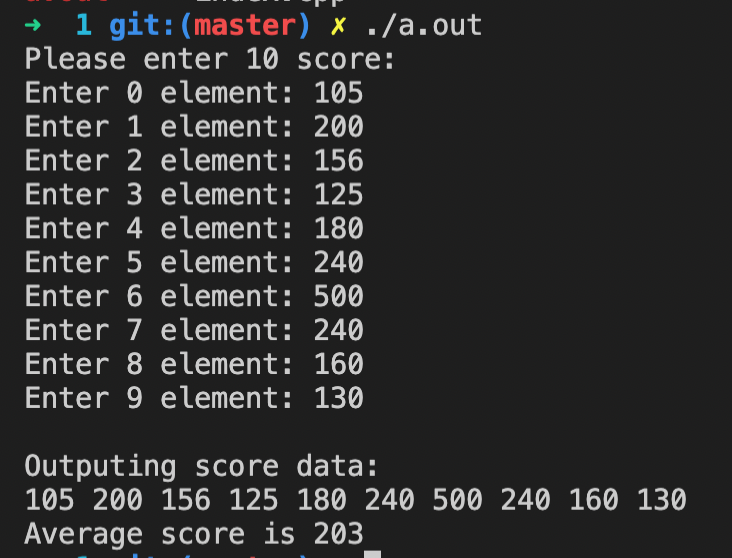 ➜  1 git:(master) ✗ ./a.out
Please enter 10 score:
Enter 0 element: 105
Enter 1 element: 200
Enter 2 element: 156
Enter 3 element: 125
Enter 4 element: 180
Enter 5 element: 240
Enter 6 element: 500
Enter 7 element: 240
Enter 8 element: 160
Enter 9 element: 130
Outputing score data:
105 200 156 125 180 240 500 240 160 130
Average score is 203